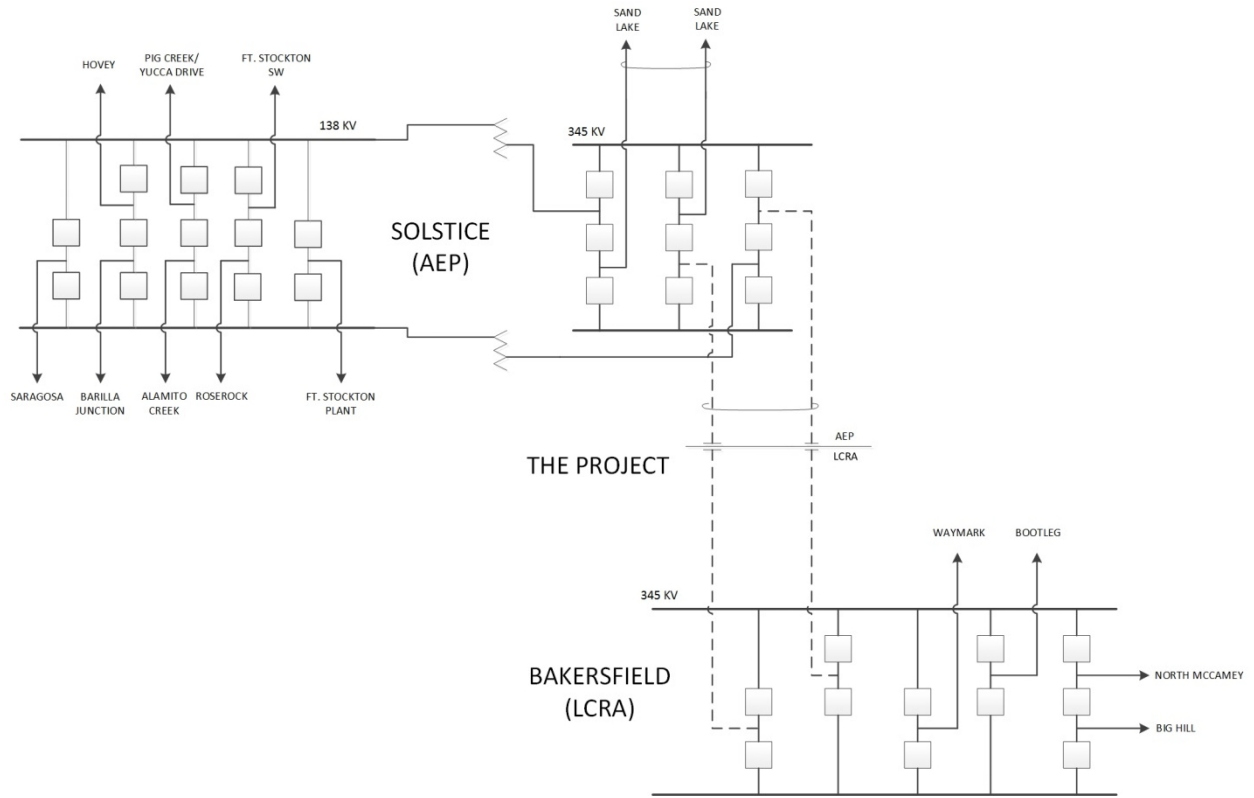 SAND
LAKE
SAND
LAKE
HOVEY
PIG CREEK/
YUCCA DRIVE
FT. STOCKTON
SW
138 KV
345 KV
SOLSTICE
(AEP)
SARAGOSA
BARILLA
JUNCTION
ALAMITO
CREEK
ROSEROCK
FT. STOCKTON
PLANT
THE PROJECT
AEP
LCRA
WAYMARK
BOOTLEG
345 KV
BAKERSFIELD
(LCRA)
NORTH MCCAMEY
BIG HILL